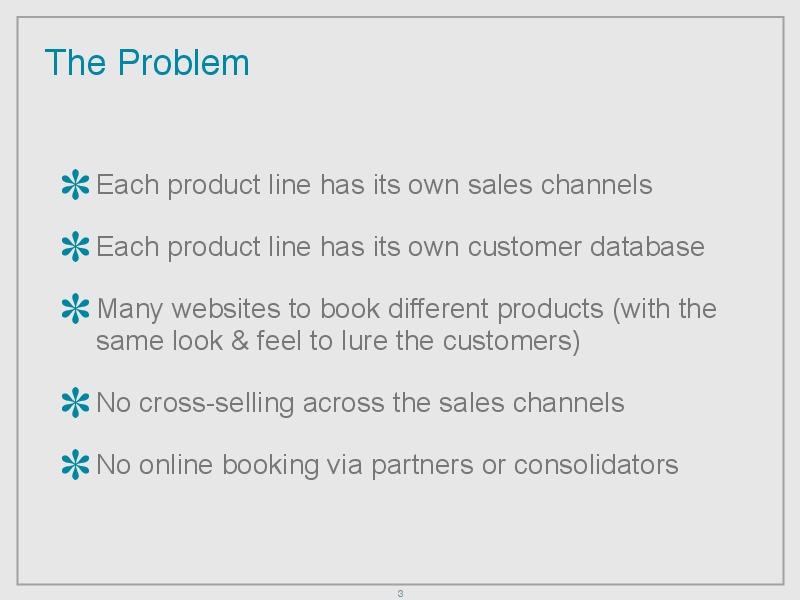 The Problem
✻ Each product line has its own sales channels
✻ Each product line has its own customer database
✻ Many websites to book different products (with the
same look & feel to lure the customers)
✻ No cross-selling across the sales channels
✻ No online booking via partners or consolidators
3